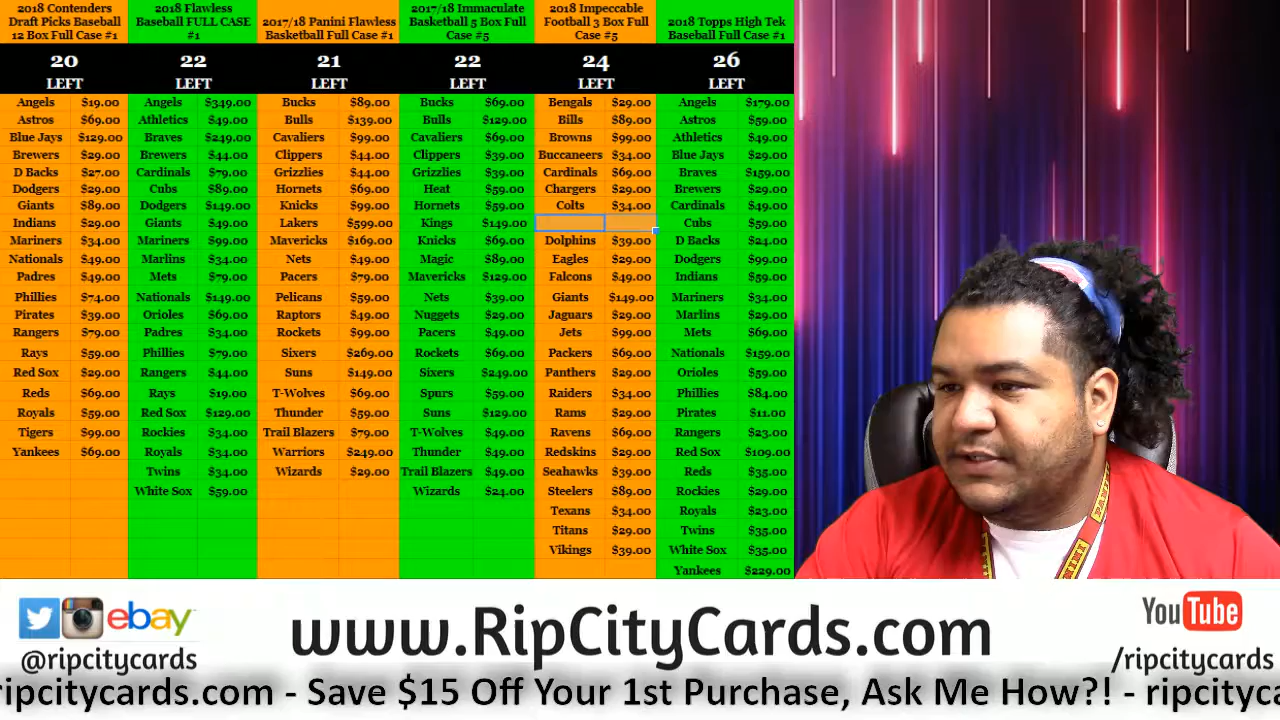 2018 Contenders
Draft Picks Baseball
12 Box Full Case #1
20
LEFT
Angels $19.00
Astros $69.00
Blue Jays $129.00
Brewers $29.00
D Backs $27.00
Dodgers $29.00
Giants $89.00
Indians $29.00
Mariners $34.00
Nationals $49.00
Padres $49.00
Phillies $74.00
Pirates $39.00
Rangers $79.00
Rays $59.00
Red Sox $29.00
Reds $69.00
Royals $59.00
Tigers $99.00
Yankees $69.00
2018 Flawless
Baseball FULL CASE
#1
22
LEFT
Angels $349.00
Athletics $49.00
Braves $249.00
Brewers $44.00
Cardinals $79.00
Cubs $89.00
Dodgers $149.00
Giants $49.00
Mariners $99.00
Marlins $34.00
Mets $79.00
Nationals $149.00
Orioles $69.00
Padres $34.00
Phillies $79.00
Rangers $44.00
Rays $19.00
Red Sox $129.00
Rockies $34.00
Royals $34.00
Twins $34.00
White Sox $59.00
2017/18 Panini Flawless
Basketball Full Case #1
21
LEFT
Bucks $89.00
Bulls $139.00
Cavaliers $99.00
Clippers $44.00
Grizzlies $44.00
Hornets $69.00
Knicks $99.00
Lakers $599.00
Mavericks $169.00
Nets $49.00
Pacers $79.00
Pelicans $59.00
Raptors $49.00
Rockets $99.00
Sixers $269.00
Suns $149.00
T-Wolves $69.00
Thunder $59.00
Trail Blazers $79.00
Warriors $249.00
Wizards $29.00
2017/18 Immaculate
Basketball 5 Box Full
Case #5
22
LEFT
Bucks $69.00
Bulls $129.00
Cavaliers $69.00
Clippers $39.00
Grizzlies $39.00
Heat $59.00
Hornets $59.00
Kings $149.00
Knicks $69.00
Magic $89.00
Mavericks $129.00
Nets $39.00
Nuggets $29.00
Pacers $49.00
Rockets $69.00
Sixers $249.00
Spurs $59.00
Suns $129.00
T-Wolves $49.00
Thunder $49.00
Trail Blazers $49.00
Wizards $24.00
2018 Impeccable
Football 3 Box Full
Case #5
24
LEFT
Bengals $29.00
Bills $89.00
Browns $99.00
Buccaneers $34.00
Cardinals $69.00
Chargers $29.00
Colts $34.00
Dolphins $39.00
Eagles $29.00
Falcons $49.00
Giants $149.00
Jaguars $29.00
Jets $99.00
Packers $69.00
Panthers $29.00
Raiders $34.00
Rams $29.00
Ravens $69.00
Redskins $29.00
Seahawks $39.00
Steelers $89.00
Texans $34.00
Titans $29.00
Vikings $39.00
2018 Topps High Tek
Baseball Full Case #1
26
LEFT
Angels $179.00
Astros $59.00
Athletics $49.00
Blue Jays $29.00
Braves $159.00
Brewers $29.00
Cardinals $49.00
Cubs $59.00
D Backs $24.00
Dodgers $99.00
Indians $59.00
Mariners $34.00
Marlins $29.00
Mets $69.00
Nationals $159.00
Orioles $59.00
Phillies $84.00
Pirates $11.00
Rangers $23.00
Red Sox $109.00
Reds $35.00
Rockies $29.00
Royals $23.00
Twins $35.00
White Sox $35.00
Yankees $229.00
PANINI
ebay
@ripcitycards
www.RipCityCards.com
YouTube
/ripcitycards
ripcitycards.com - Save $15 Off Your 1st Purchase, Ask Me How?! - ripcityca